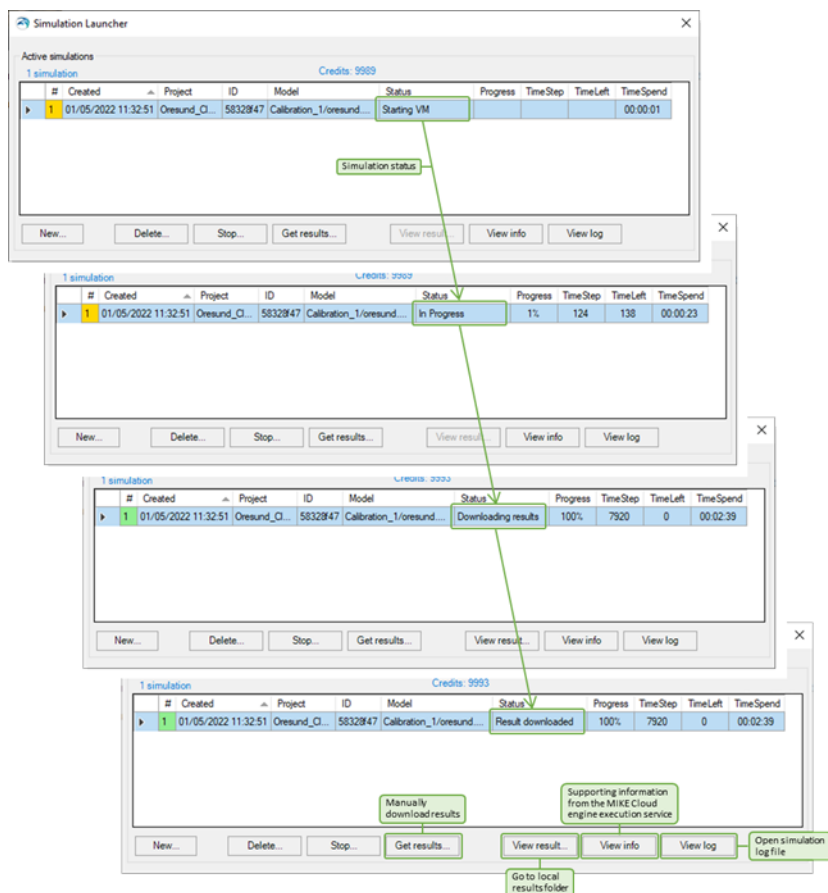 Simulation Launcher
Active simulations
1 simulation Credits: 9989
# Created Project ID Model Status Progress TimeStep TimeLeft TimeSpend
1 01/05/2022 11:32:51 Oresund_Cl... 58328f47 Calibration_1/oresund.... Starting VM 00:00:01
Simulation status
New... Delete... Stop... Get results... View result... View info View log
1 simulation Credits: 9989
# Created Project ID Model Status Progress TimeStep TimeLeft TimeSpend
1 01/05/2022 11:32:51 Oresund_Cl... 58328f47 Calibration_1/oresund.... In Progress 1% 124 138 00:00:23
New... Delete... Stop... Get results... View result... View info View log
1 simulation Credits: 9993
# Created Project ID Model Status Progress TimeStep TimeLeft TimeSpend
1 01/05/2022 11:32:51 Oresund_Cl... 58328f47 Calibration_1/oresund.... Downloading results 100% 7920 0 00:02:39
New... Delete... Stop... Get results... View result... View info View log
1 simulation Credits: 9993
# Created Project ID Model Status Progress TimeStep TimeLeft TimeSpend
1 01/05/2022 11:32:51 Oresund_Cl... 58328f47 Calibration_1/oresund.... Result downloaded 100% 7920 0 00:02:39
Manually
download results
Supporting information
from the MIKE Cloud
engine execution service
New... Delete... Stop... Get results... View result... View info View log
Open simulation
log file
Go to local
results folder